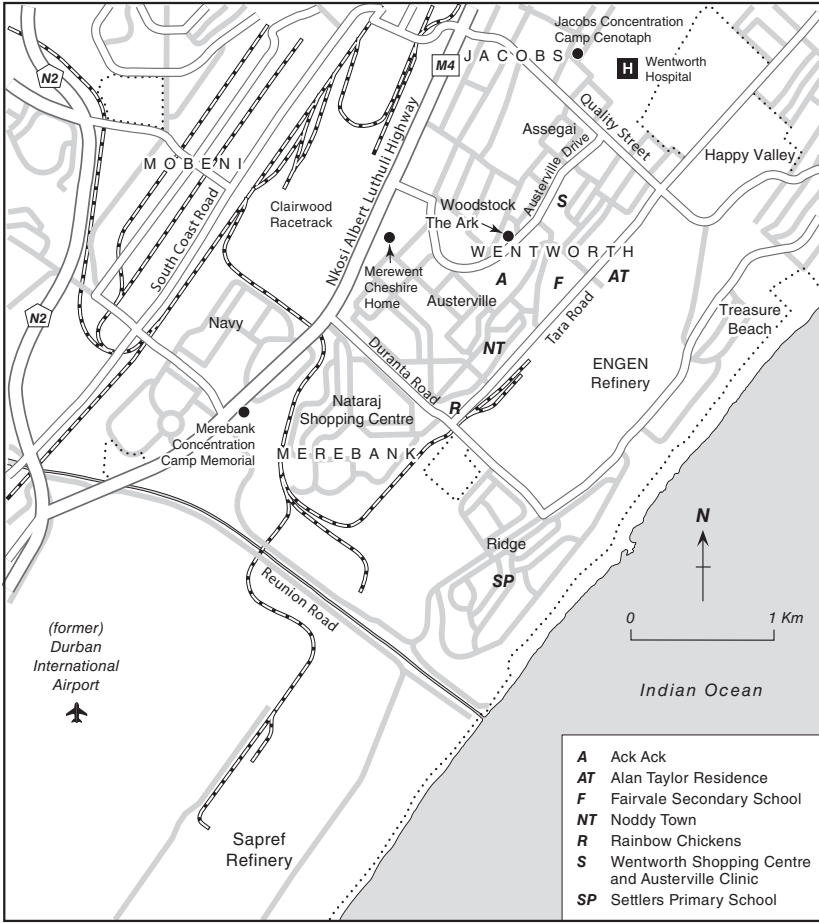 Jacobs Concentration
Camp Cenotaph
N2
M4
JACOBS
H
Wentworth
Hospital
Quality Street
Assegai
Happy Valley
MOBENI
Nkosi Albert Luthuli Highway
Austerville Drive
South Coast Road
Clairwood
Racetrack
Woodstock
The Ark
S
WENTWORTH
Merewent
Cheshire
Home
A
F
AT
Austerville
N2
Navy
Tara Road
Treasure
Beach
NT
Duranta Road
ENGEN
Refinery
Nataraj
Shopping Centre
R
Merebank
Concentration
Camp Memorial
MEREBANK
N
Ridge
SP
Reunion Road
0 1 Km
(former)
Durban
International
Airport
Indian Ocean
Sapref
Refinery
A Ack Ack
AT Alan Taylor Residence
F Fairvale Secondary School
NT Noddy Town
R Rainbow Chickens
S Wentworth Shopping Centre
and Austerville Clinic
SP Settlers Primary School